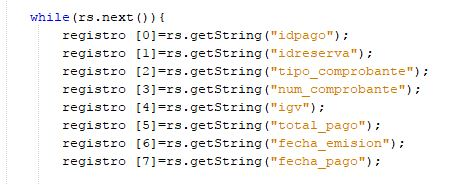 while(rs.next()){
registro [0]=rs.getString("idpago");
registro [1]=rs.getString("idreserva");
registro [2]=rs.getString("tipo_comprobante");
registro [3]=rs.getString("num_comprobante");
registro [4]=rs.getString("igv");
registro [5]=rs.getString("total_pago");
registro [6]=rs.getString("fecha_emision");
registro [7]=rs.getString("fecha_pago");